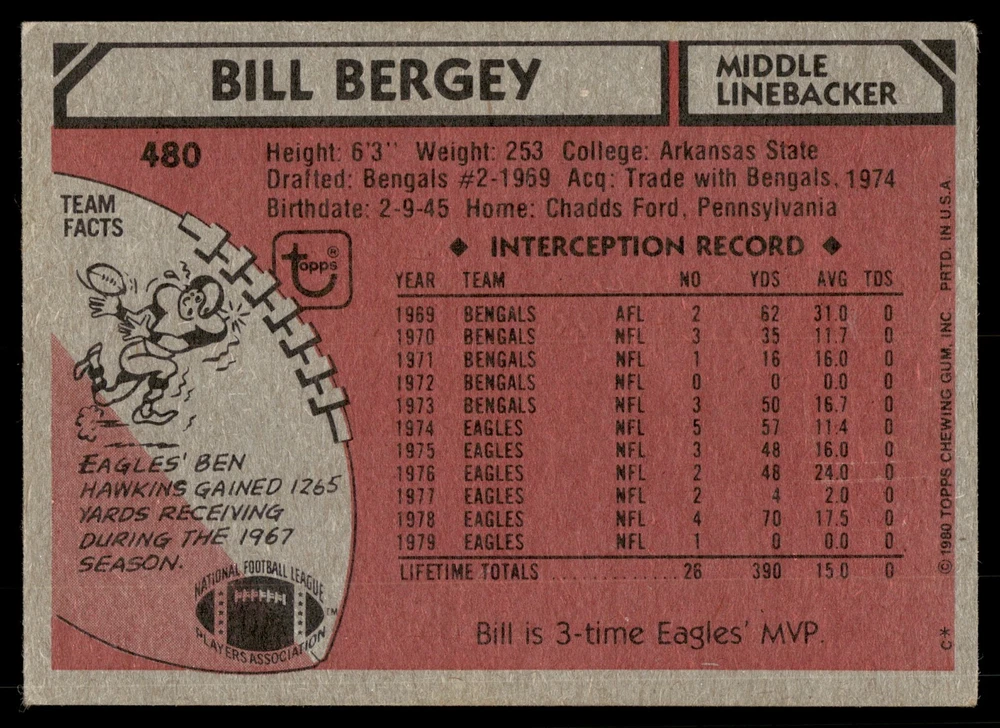 BILL BERGEY
MIDDLE
LINEBACKER
480
Height: 6'3" Weight: 253 College: Arkansas State
Drafted: Bengals #2-1969 Acq: Trade with Bengals, 1974
Birthdate: 2-9-45 Home: Chadds Ford, Pennsylvania
TEAM
FACTS
topps®
◆ INTERCEPTION RECORD ◆
YEAR TEAM NO YDS AVG TDS
1969 BENGALS AFL 2 62 31.0 0
1970 BENGALS NFL 3 35 11.7 0
1971 BENGALS NFL 1 16 16.0 0
1972 BENGALS NFL 0 0 0.0 0
1973 BENGALS NFL 3 50 16.7 0
1974 EAGLES NFL 5 57 11.4 0
1975 EAGLES NFL 3 48 16.0 0
1976 EAGLES NFL 2 48 24.0 0
1977 EAGLES NFL 2 4 2.0 0
1978 EAGLES NFL 4 70 17.5 0
1979 EAGLES NFL 1 0 0.0 0
LIFETIME TOTALS 26 390 15.0 0
EAGLES' BEN
HAWKINS GAINED 1265
YARDS RECEIVING
DURING THE 1967
SEASON.
NATIONAL FOOTBALL LEAGUE
PLAYERS ASSOCIATION
TM
Bill is 3-time Eagles' MVP.
C*
© 1980 TOPPS CHEWING GUM, INC. PRTD. IN U.S.A.